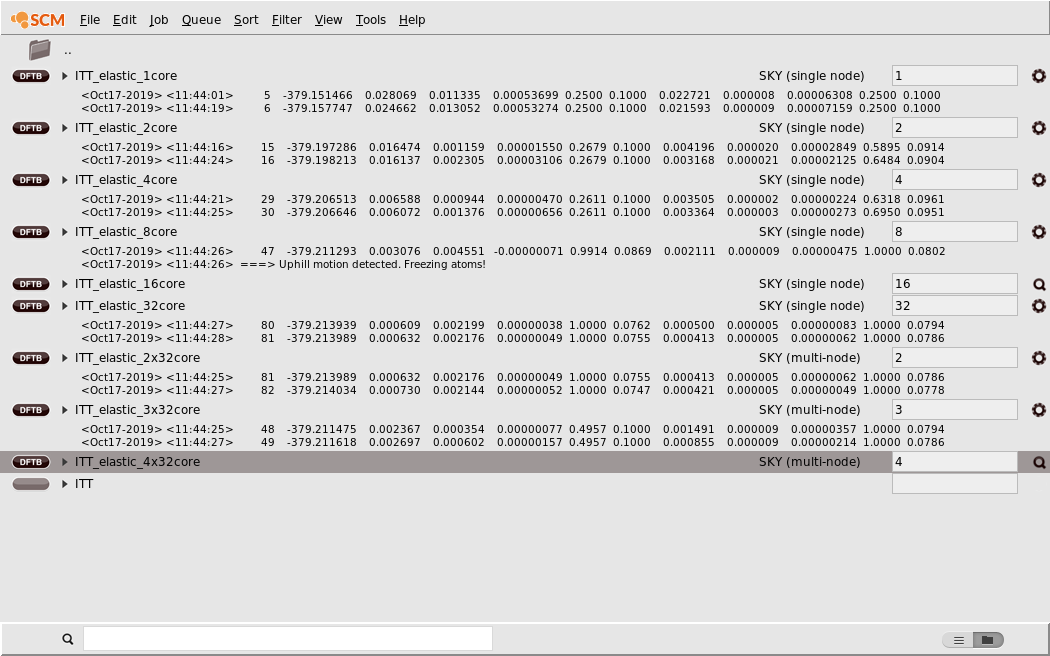 SCM File Edit Job Queue Sort Filter View Tools Help
..
DFTB ITT_elastic_1core SKY (single node) 1
<Oct17-2019> <11:44:01> 5 -379.151466 0.028069 0.011335 0.00053699 0.2500 0.1000 0.022721 0.000008 0.00006308 0.2500 0.1000
<Oct17-2019> <11:44:19> 6 -379.157747 0.024662 0.013052 0.00053274 0.2500 0.1000 0.021593 0.000009 0.00007159 0.2500 0.1000
DFTB ITT_elastic_2core SKY (single node) 2
<Oct17-2019> <11:44:16> 15 -379.197286 0.016474 0.001159 0.00001550 0.2679 0.1000 0.004196 0.000020 0.00002849 0.5895 0.0914
<Oct17-2019> <11:44:24> 16 -379.198213 0.016137 0.002305 0.00003106 0.2679 0.1000 0.003168 0.000021 0.00002125 0.6484 0.0904
DFTB ITT_elastic_4core SKY (single node) 4
<Oct17-2019> <11:44:21> 29 -379.206513 0.006588 0.000944 0.00000470 0.2611 0.1000 0.003505 0.000002 0.00000224 0.6318 0.0961
<Oct17-2019> <11:44:25> 30 -379.206646 0.006072 0.001376 0.00000656 0.2611 0.1000 0.003364 0.000003 0.00000273 0.6950 0.0951
DFTB ITT_elastic_8core SKY (single node) 8
<Oct17-2019> <11:44:26> 47 -379.211293 0.003076 0.004551 -0.00000071 0.9914 0.0869 0.002111 0.000009 0.00000475 1.0000 0.0802
<Oct17-2019> <11:44:26> ===> Uphill motion detected. Freezing atoms!
DFTB ITT_elastic_16core SKY (single node) 16
DFTB ITT_elastic_32core SKY (single node) 32
<Oct17-2019> <11:44:27> 80 -379.213939 0.000609 0.002199 0.00000038 1.0000 0.0762 0.000500 0.000005 0.00000083 1.0000 0.0794
<Oct17-2019> <11:44:28> 81 -379.213989 0.000632 0.002176 0.00000049 1.0000 0.0755 0.000413 0.000005 0.00000062 1.0000 0.0786
DFTB ITT_elastic_2x32core SKY (multi-node) 2
<Oct17-2019> <11:44:25> 81 -379.213989 0.000632 0.002176 0.00000049 1.0000 0.0755 0.000413 0.000005 0.00000062 1.0000 0.0786
<Oct17-2019> <11:44:27> 82 -379.214034 0.000730 0.002144 0.00000052 1.0000 0.0747 0.000421 0.000005 0.00000049 1.0000 0.0778
DFTB ITT_elastic_3x32core SKY (multi-node) 3
<Oct17-2019> <11:44:25> 48 -379.211475 0.002367 0.000354 0.00000077 0.4957 0.1000 0.001491 0.000009 0.00000357 1.0000 0.0794
<Oct17-2019> <11:44:27> 49 -379.211618 0.002697 0.000602 0.00000157 0.4957 0.1000 0.000855 0.000009 0.00000214 1.0000 0.0786
DFTB ITT_elastic_4x32core SKY (multi-node) 4
ITT